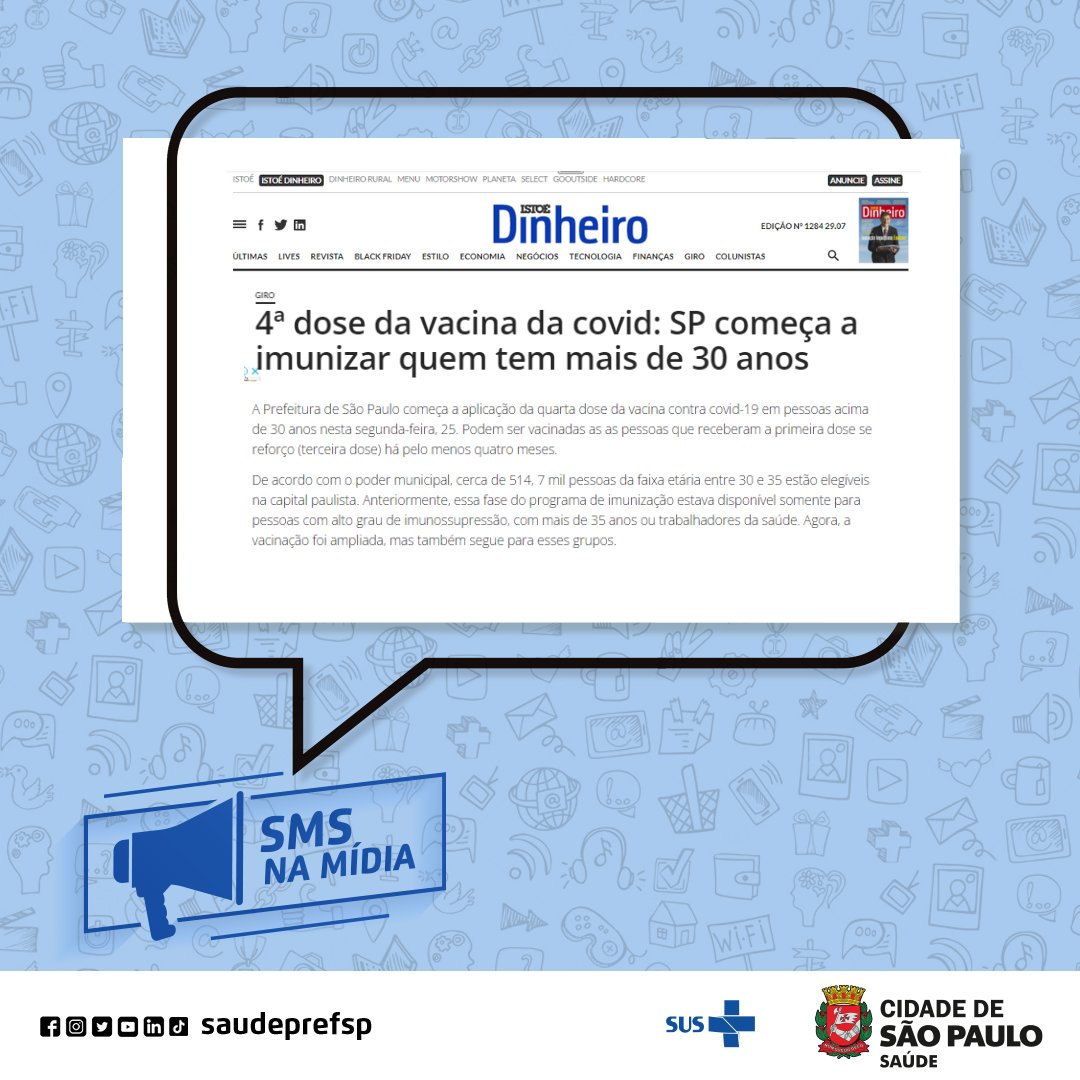 ISTOÉ ISTOÉ DINHEIRO DINHEIRO RURAL MENU MOTORSHOW PLANETA SELECT GOOUTSIDE HARDCORE ANUNCIE ASSINE
ISTOÉ
Dinheiro
EDIÇÃO Nº 1284 29.07
Dinheiro
ÚLTIMAS LIVES REVISTA BLACK FRIDAY ESTILO ECONOMIA NEGÓCIOS TECNOLOGIA FINANÇAS GIRO COLUNISTAS
GIRO
4ª dose da vacina da covid: SP começa a
imunizar quem tem mais de 30 anos
A Prefeitura de São Paulo começa a aplicação da quarta dose da vacina contra covid-19 em pessoas acima
de 30 anos nesta segunda-feira, 25. Podem ser vacinadas as as pessoas que receberam a primeira dose se
reforço (terceira dose) há pelo menos quatro meses.
De acordo com o poder municipal, cerca de 514, 7 mil pessoas da faixa etária entre 30 e 35 estão elegíveis
na capital paulista. Anteriormente, essa fase do programa de imunização estava disponível somente para
pessoas com alto grau de imunossupressão, com mais de 35 anos ou trabalhadores da saúde. Agora, a
vacinação foi ampliada, mas também segue para esses grupos.
SMS
NA MÍDIA
saudeprefsp
SUS
CIDADE DE
SÃO PAULO
SAÚDE
WI-FI
WI-FI